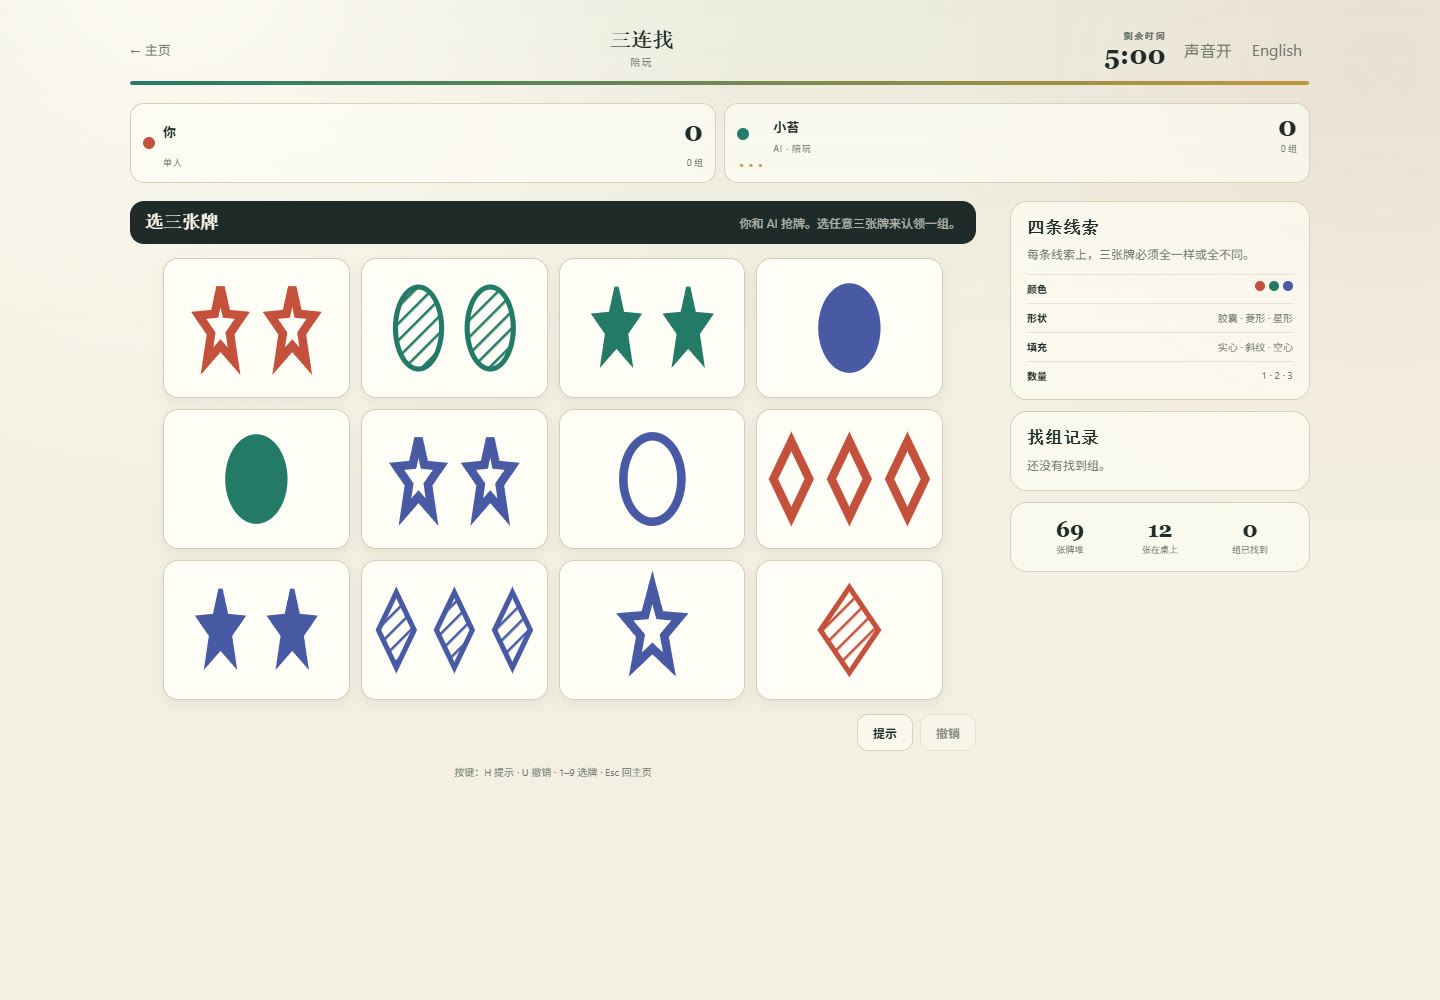 ← 主页
三连找
陪玩
剩余时间
5:00
声音开
English
你
0
单人
0 组
小苔
0
AI · 陪玩
0 组
选三张牌
你和 AI 抢牌。选任意三张牌来认领一组。
四条线索
每条线索上，三张牌必须全一样或全不同。
颜色
形状
胶囊 · 菱形 · 星形
填充
实心 · 斜纹 · 空心
数量
1 · 2 · 3
找组记录
还没有找到组。
69
12
0
张牌堆
张在桌上
组已找到
提示
撤销
按键：H 提示 · U 撤销 · 1–9 选牌 · Esc 回主页